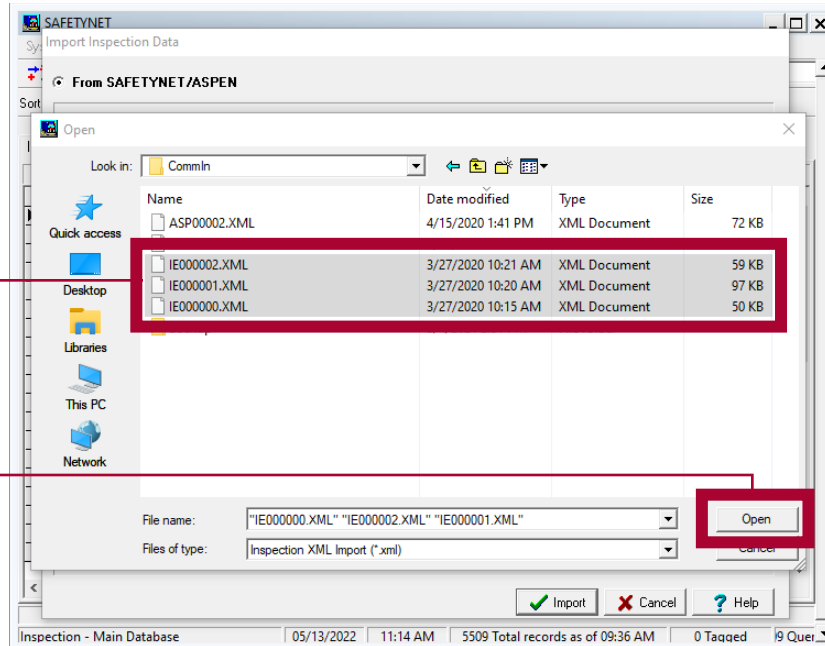 SAFETYNET
Import Inspection Data
From SAFETYNET/ASPEN
Sort
Open
Look in: CommIn
Name Date modified Type Size
ASP00002.XML 4/15/2020 1:41 PM XML Document 72 KB
IE000002.XML 3/27/2020 10:21 AM XML Document 59 KB
IE000001.XML 3/27/2020 10:20 AM XML Document 97 KB
IE000000.XML 3/27/2020 10:15 AM XML Document 50 KB
Quick access
Desktop
Libraries
This PC
Network
File name: "IE000000.XML" "IE000002.XML" "IE000001.XML" Open
Files of type: Inspection XML Import (*.xml) Cancel
Import Cancel Help
Inspection - Main Database 05/13/2022 11:14 AM 5509 Total records as of 09:36 AM 0 Tagged